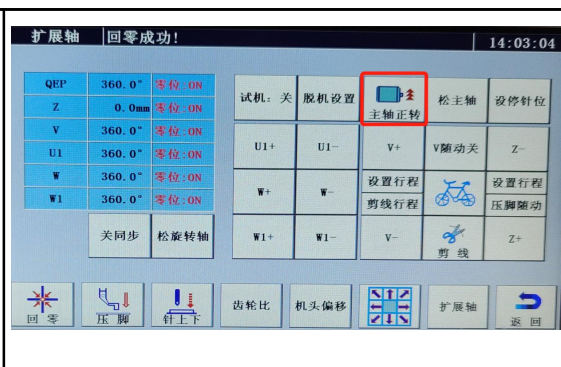 扩展轴 回零成功! 14:03:04
QEP 360.0° 零位:ON
Z 0.0mm 零位:ON
V 360.0° 零位:ON
U1 360.0° 零位:ON
W 360.0° 零位:ON
W1 360.0° 零位:ON
关同步 松旋转轴
试机: 关 脱机设置 主轴正转 松主轴 设停针位
U1+ U1- V+ V随动关 Z-
W+ W- 设置行程 剪线行程 设置行程 压脚随动
W1+ W1- V- 剪 线 Z+
回 零 压 脚 针上下 齿轮比 机头偏移 扩展轴 返 回